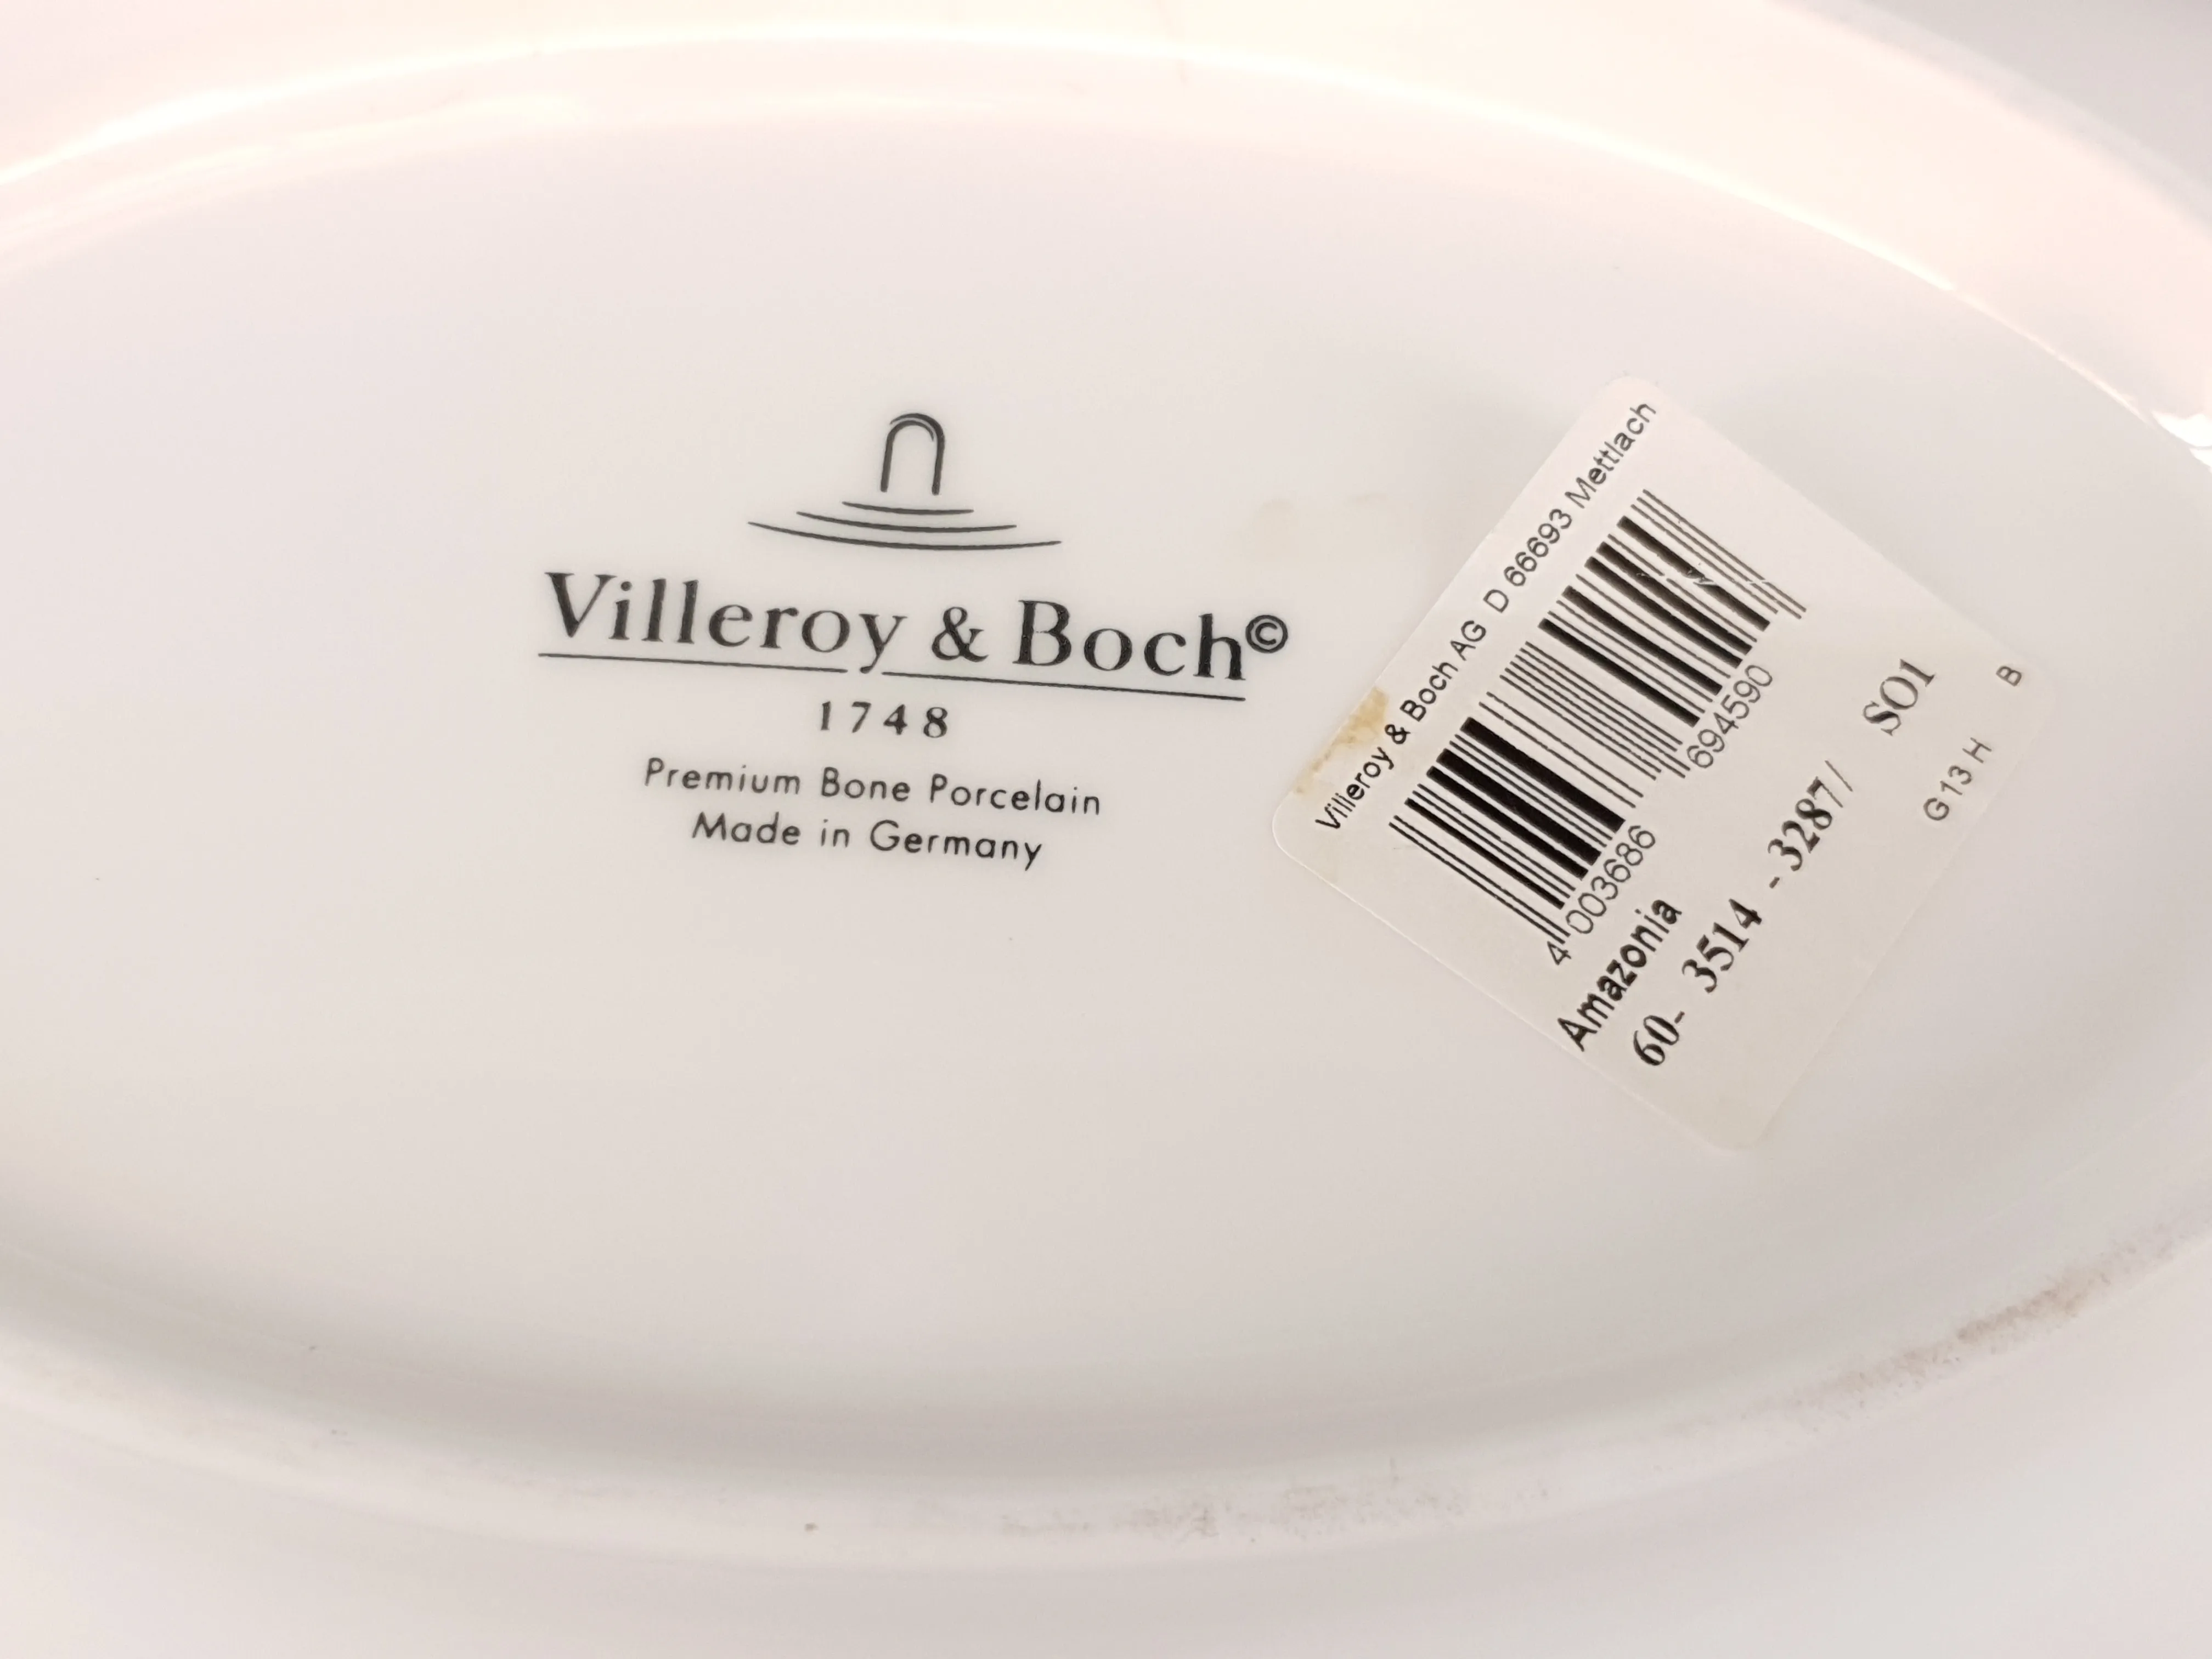 Villeroy & Boch©
1748
Premium Bone Porcelain
Made in Germany
Villeroy & Boch AG D 66693 Mettlach
4 003686 694590
Amazonia
60- 3514 - 3287/ SO1
G13 H B